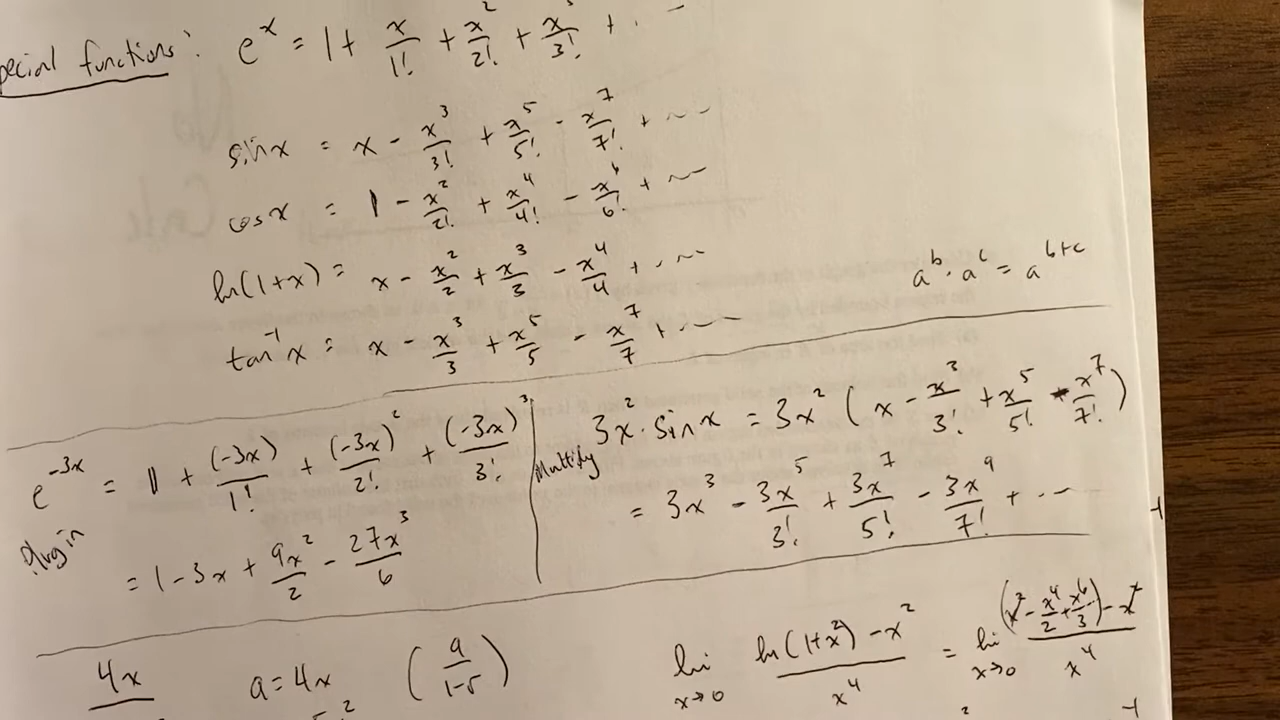 pecial functions: e^x = 1 + x/1! + x^2/2! + x^3/3! + ...
sin x = x - x^3/3! + x^5/5! - x^7/7! + ...
cos x = 1 - x^2/2! + x^4/4! - x^6/6! + ...
ln(1+x) = x - x^2/2 + x^3/3 - x^4/4 + ...
a^b · a^c = a^{b+c}
tan^{-1} x = x - x^3/3 + x^5/5 - x^7/7 + ...
e^{-3x} = 1 + (-3x)/1! + (-3x)^2/2! + (-3x)^3/3!
plug in
= 1 - 3x + 9x^2/2 - 27x^3/6
Multiply
3x^2 · sin x = 3x^2 (x - x^3/3! + x^5/5! - x^7/7!)
= 3x^3 - 3x^5/3! + 3x^7/5! - 3x^9/7! + ...
4x
a = 4x
(a/(1-r))
lim x→0 (ln(1+x^2) - x^2)/x^4 = lim x→0 ((x^2 - x^4/2 + x^6/3) - x^2)/x^4